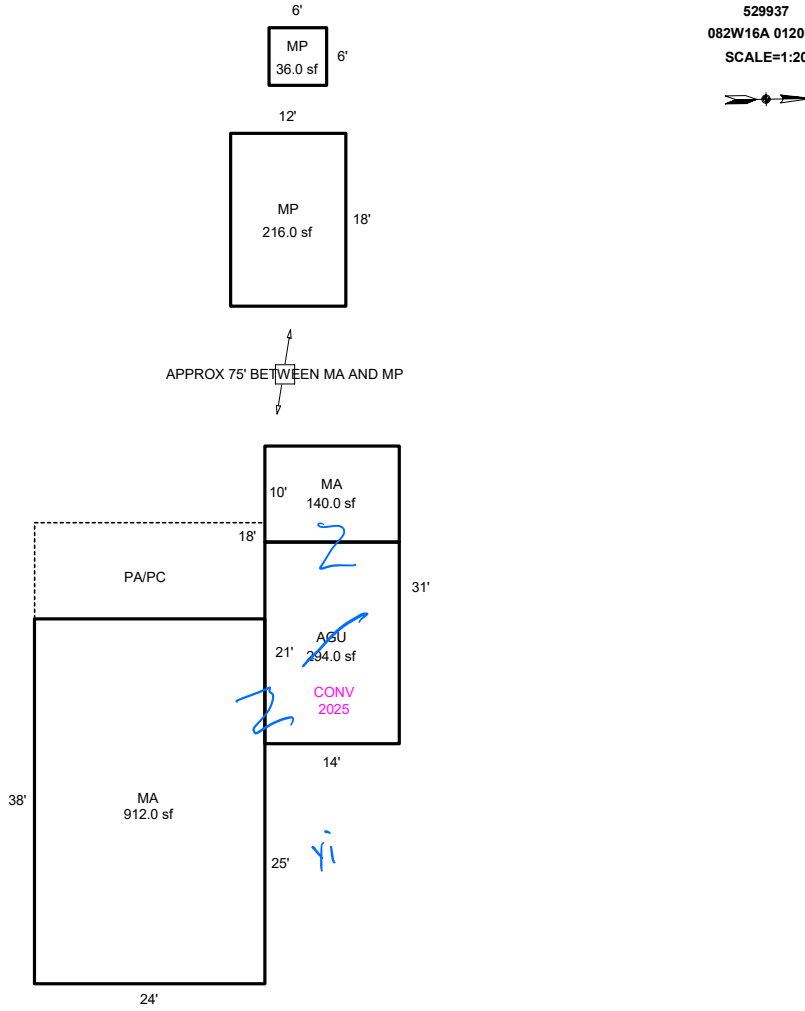 529937
082W16A 0120
SCALE=1:20
6'
MP
36.0 sf
6'
12'
MP
216.0 sf
18'
APPROX 75' BETWEEN MA AND MP
10'
MA
140.0 sf
18'
PA/PC
31'
AGU
21'
294.0 sf
CONV
2025
14'
38'
MA
912.0 sf
25'
24'